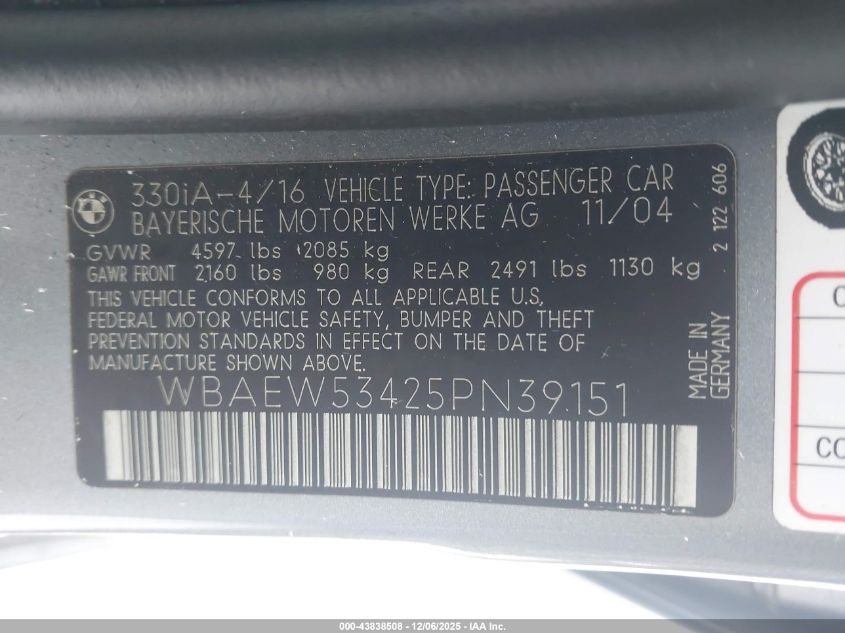 330iA-4/16 VEHICLE TYPE: PASSENGER CAR
BAYERISCHE MOTOREN WERKE AG 11/04
GVWR 4597 lbs 2085 kg
GAWR FRONT 2160 lbs 980 kg REAR 2491 lbs 1130 kg
THIS VEHICLE CONFORMS TO ALL APPLICABLE U.S,
FEDERAL MOTOR VEHICLE SAFETY, BUMPER AND THEFT
PREVENTION STANDARDS IN EFFECT ON THE DATE OF
MANUFACTURE SHOWN ABOVE.
WBAEW53425PN39151
2 122 606
MADE IN
GERMANY
CO
000-43838508 - 12/06/2025 - IAA Inc.